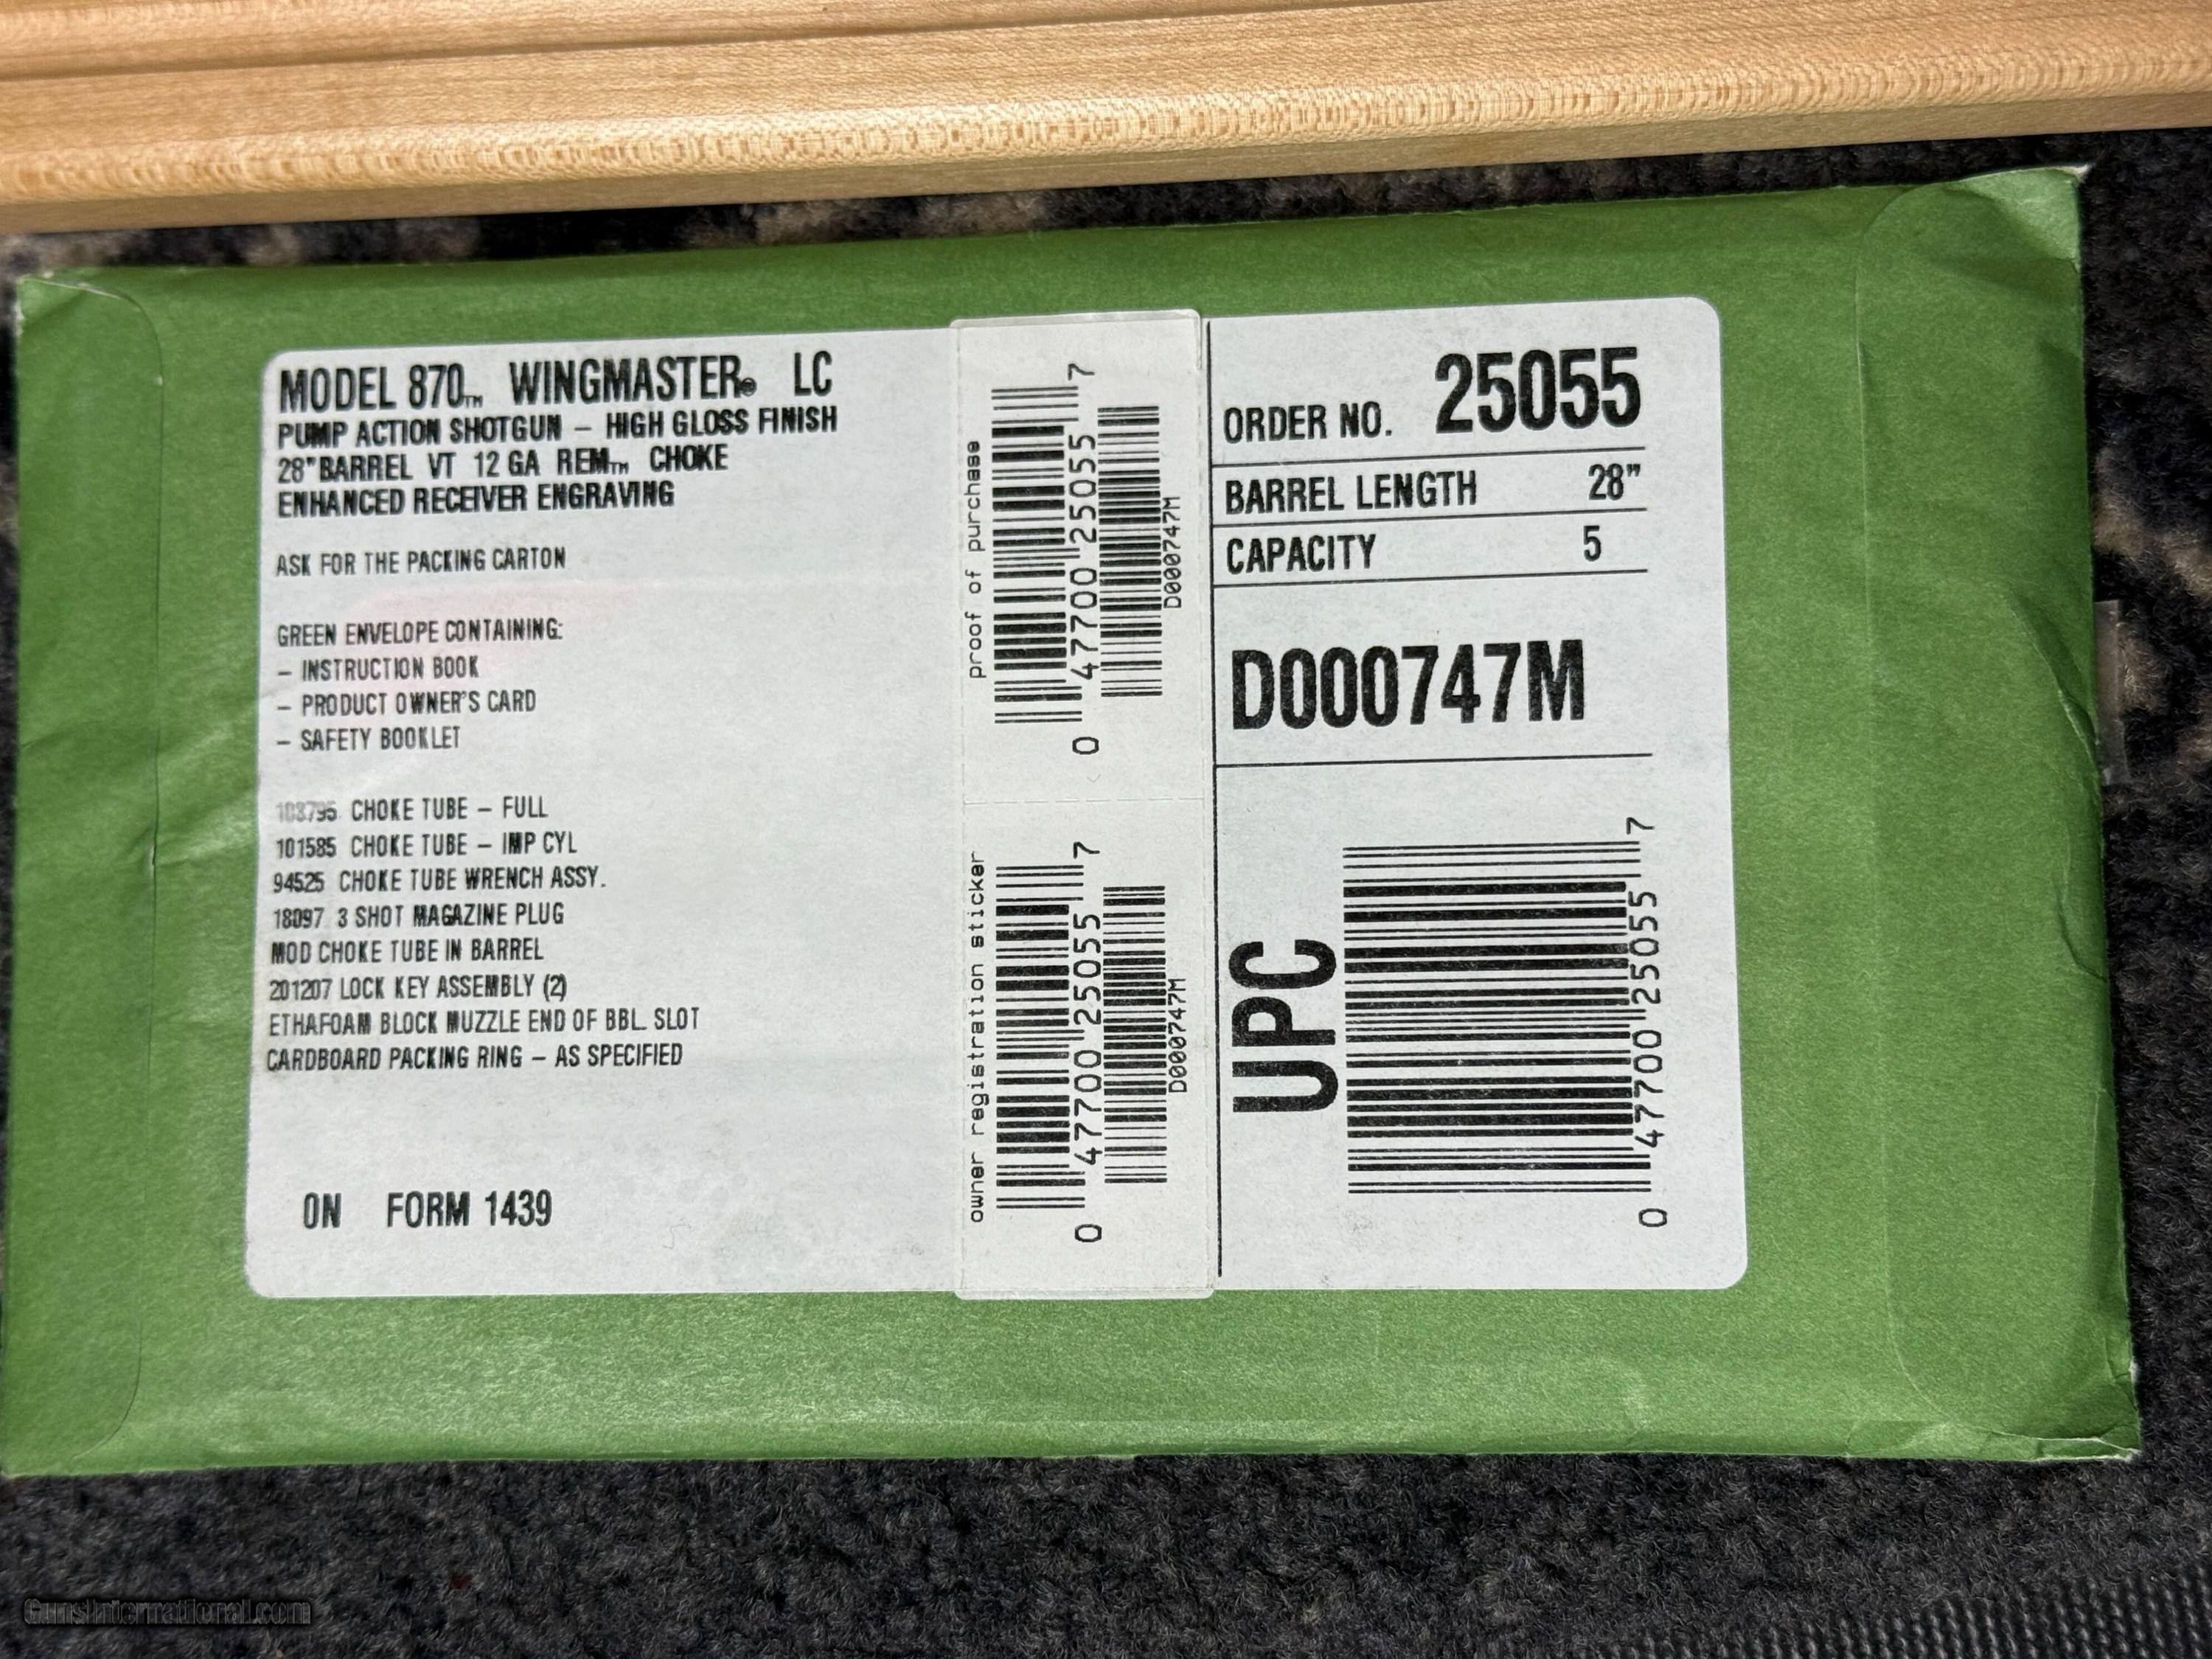 MODEL 870™ WINGMASTER® LC
PUMP ACTION SHOTGUN – HIGH GLOSS FINISH
28" BARREL VT 12 GA REM™ CHOKE
ENHANCED RECEIVER ENGRAVING
ASK FOR THE PACKING CARTON
GREEN ENVELOPE CONTAINING:
– INSTRUCTION BOOK
– PRODUCT OWNER'S CARD
– SAFETY BOOKLET
103795 CHOKE TUBE – FULL
101585 CHOKE TUBE – IMP CYL
94525 CHOKE TUBE WRENCH ASSY.
18097 3 SHOT MAGAZINE PLUG
MOD CHOKE TUBE IN BARREL
201207 LOCK KEY ASSEMBLY (2)
ETHAFOAM BLOCK MUZZLE END OF BBL. SLOT
CARDBOARD PACKING RING – AS SPECIFIED
ON FORM 1439
proof of purchase
0 47700 25055 7
D000747M
owner registration sticker
0 47700 25055 7
D000747M
ORDER NO. 25055
BARREL LENGTH 28"
CAPACITY 5
D000747M
UPC
0 47700 25055 7
GunsInternational.com